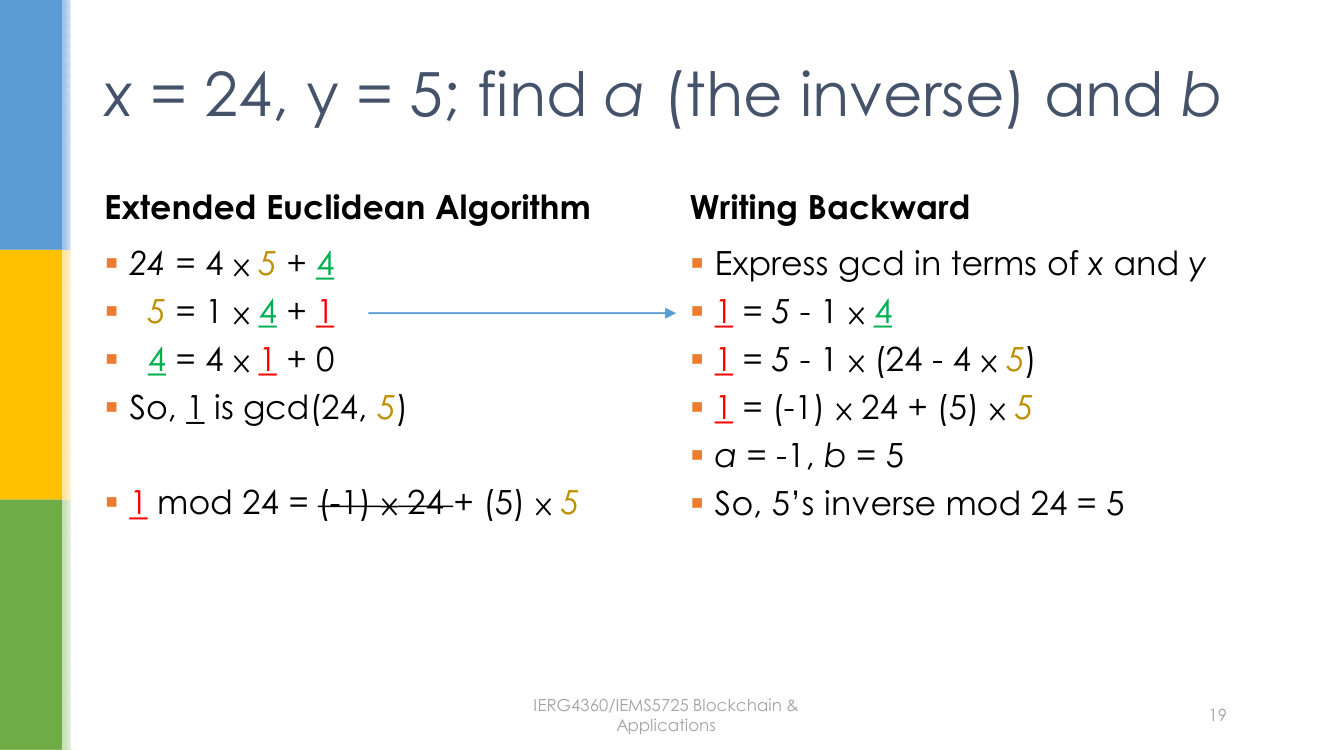 x = 24, y = 5; find a (the inverse) and b
Extended Euclidean Algorithm
24 = 4 x 5 + 4
5 = 1 x 4 + 1
4 = 4 x 1 + 0
So, 1 is gcd(24, 5)
1 mod 24 = (-1) x 24 + (5) x 5
Writing Backward
Express gcd in terms of x and y
1 = 5 - 1 x 4
1 = 5 - 1 x (24 - 4 x 5)
1 = (-1) x 24 + (5) x 5
a = -1, b = 5
So, 5’s inverse mod 24 = 5
IERG4360/IEMS5725 Blockchain &
Applications
19